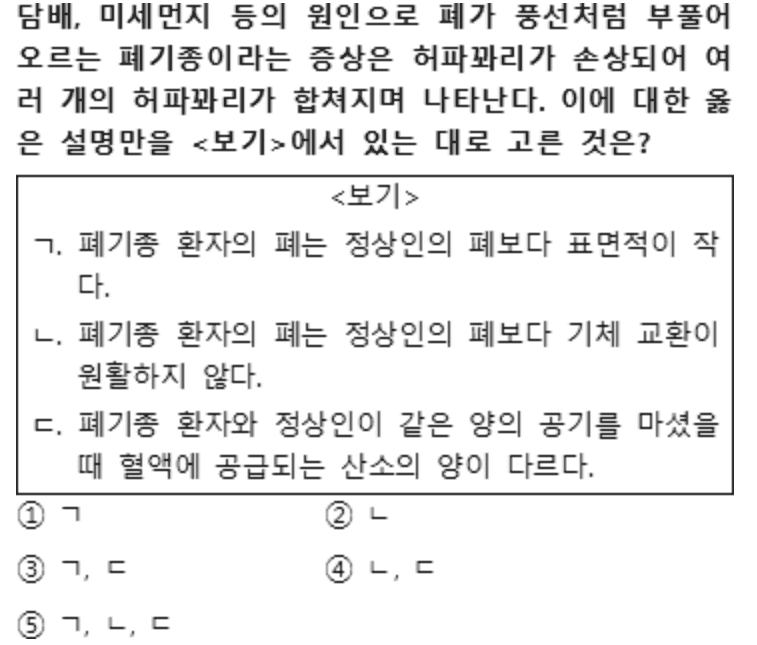 담배, 미세먼지 등의 원인으로 폐가 풍선처럼 부풀어
오르는 폐기종이라는 증상은 허파꽈리가 손상되어 여
러 개의 허파꽈리가 합쳐지며 나타난다. 이에 대한 옳
은 설명만을 <보기>에서 있는 대로 고른 것은?
<보기>
ㄱ. 폐기종 환자의 폐는 정상인의 폐보다 표면적이 작
다.
ㄴ. 폐기종 환자의 폐는 정상인의 폐보다 기체 교환이
원활하지 않다.
ㄷ. 폐기종 환자와 정상인이 같은 양의 공기를 마셨을
때 혈액에 공급되는 산소의 양이 다르다.
① ㄱ ② ㄴ
③ ㄱ, ㄷ ④ ㄴ, ㄷ
⑤ ㄱ, ㄴ, ㄷ